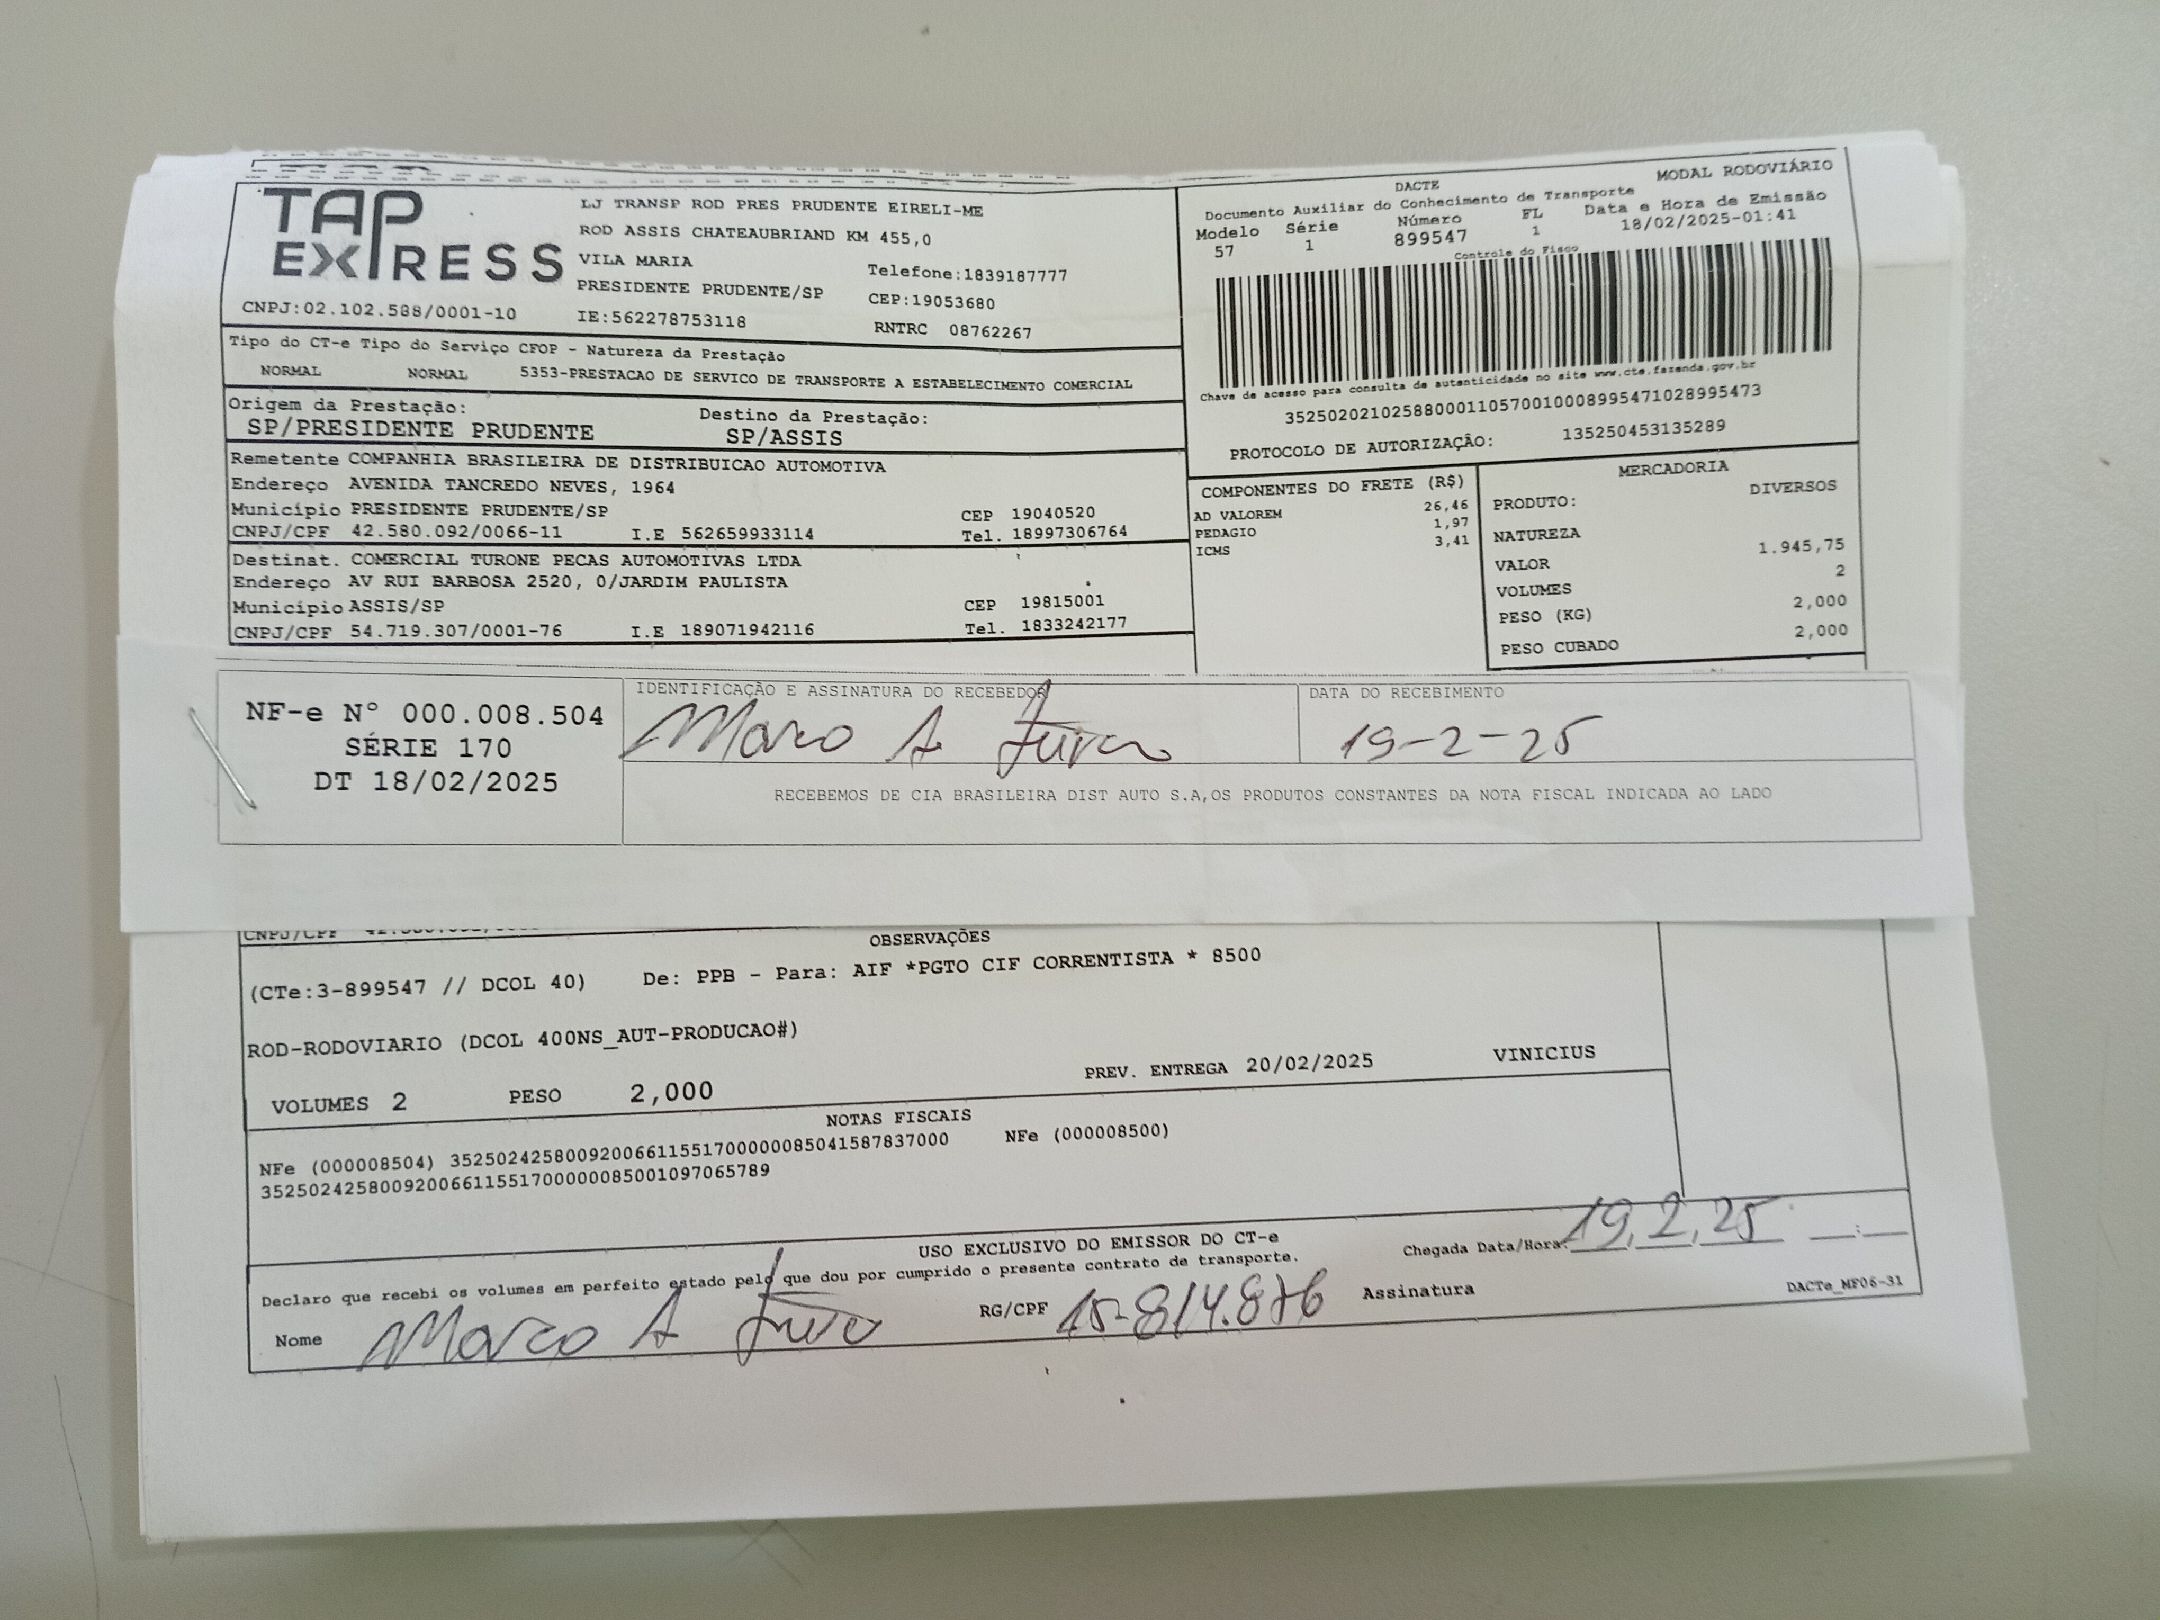 TAP
EXPRESS
CNPJ:02.102.588/0001-10
LJ TRANSP ROD PRES PRUDENTE EIRELI-ME
ROD ASSIS CHATEAUBRIAND KM 455,0
VILA MARIA
Telefone:1839187777
PRESIDENTE PRUDENTE/SP
CEP:19053680
IE:562278753118
RNTRC 08762267
DACTE
MODAL RODOVIÁRIO
Documento Auxiliar do Conhecimento de Transporte
Modelo Série Número FL Data e Hora de Emissão
57 1 899547 1 18/02/2025-01:41
Controle do Fisco
Chave de acesso para consulta de autenticidade no site www.cte.fazenda.gov.br
35250202102588000110570010008995471028995473
PROTOCOLO DE AUTORIZAÇÃO: 135250453135289
Tipo do CT-e Tipo do Serviço CFOP - Natureza da Prestação
NORMAL NORMAL 5353-PRESTACAO DE SERVICO DE TRANSPORTE A ESTABELECIMENTO COMERCIAL
Origem da Prestação: Destino da Prestação:
SP/PRESIDENTE PRUDENTE SP/ASSIS
Remetente COMPANHIA BRASILEIRA DE DISTRIBUICAO AUTOMOTIVA
Endereço AVENIDA TANCREDO NEVES, 1964
Município PRESIDENTE PRUDENTE/SP CEP 19040520
CNPJ/CPF 42.580.092/0066-11 I.E 562659933114 Tel. 18997306764
Destinat. COMERCIAL TURONE PECAS AUTOMOTIVAS LTDA
Endereço AV RUI BARBOSA 2520, 0/JARDIM PAULISTA
Município ASSIS/SP CEP 19815001
CNPJ/CPF 54.719.307/0001-76 I.E 189071942116 Tel. 1833242177
COMPONENTES DO FRETE (R$)
AD VALOREM 26,46
PEDAGIO 1,97
ICMS 3,41
MERCADORIA
PRODUTO: DIVERSOS
NATUREZA
VALOR 1.945,75
VOLUMES 2
PESO (KG) 2,000
PESO CUBADO 2,000
NF-e Nº 000.008.504
SÉRIE 170
DT 18/02/2025
IDENTIFICAÇÃO E ASSINATURA DO RECEBEDOR
Marco A
DATA DO RECEBIMENTO
19-2-25
RECEBEMOS DE CIA BRASILEIRA DIST AUTO S.A,OS PRODUTOS CONSTANTES DA NOTA FISCAL INDICADA AO LADO
CNPJ/CPF
OBSERVAÇÕES
(CTe:3-899547 // DCOL 40) De: PPB - Para: AIF *PGTO CIF CORRENTISTA * 8500
ROD-RODOVIARIO (DCOL 400NS_AUT-PRODUCAO#)
PREV. ENTREGA 20/02/2025 VINICIUS
VOLUMES 2 PESO 2,000
NOTAS FISCAIS
NFe (000008504) 35250242580092006611551700000085041587837000 NFe (000008500)
35250242580092006611551700000085001097065789
USO EXCLUSIVO DO EMISSOR DO CT-e
Declaro que recebi os volumes em perfeito estado pelo que dou por cumprido o presente contrato de transporte.
Chegada Data/Hora: 19,2,25 __:__
Nome Marco A
RG/CPF 15-814.876
Assinatura
DACTe_MF06-31